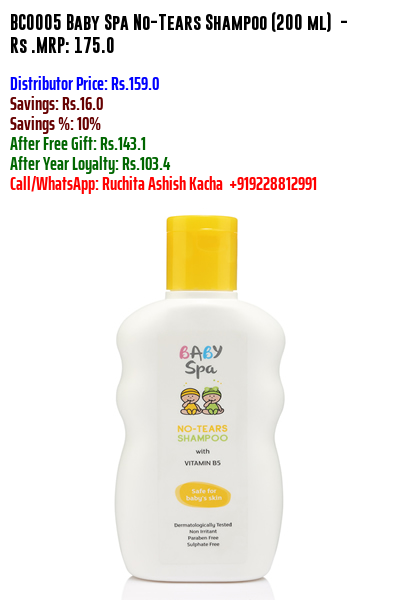 BC0005 Baby Spa No-Tears Shampoo (200 ml) -
Rs .MRP: 175.0
Distributor Price: Rs.159.0
Savings: Rs.16.0
Savings %: 10%
After Free Gift: Rs.143.1
After Year Loyalty: Rs.103.4
Call/WhatsApp: Ruchita Ashish Kacha +919228812991
BABY
Spa
NO-TEARS
SHAMPOO
with
VITAMIN B5
Safe for
baby's skin
Dermatologically Tested
Non Irritant
Paraben Free
Sulphate Free